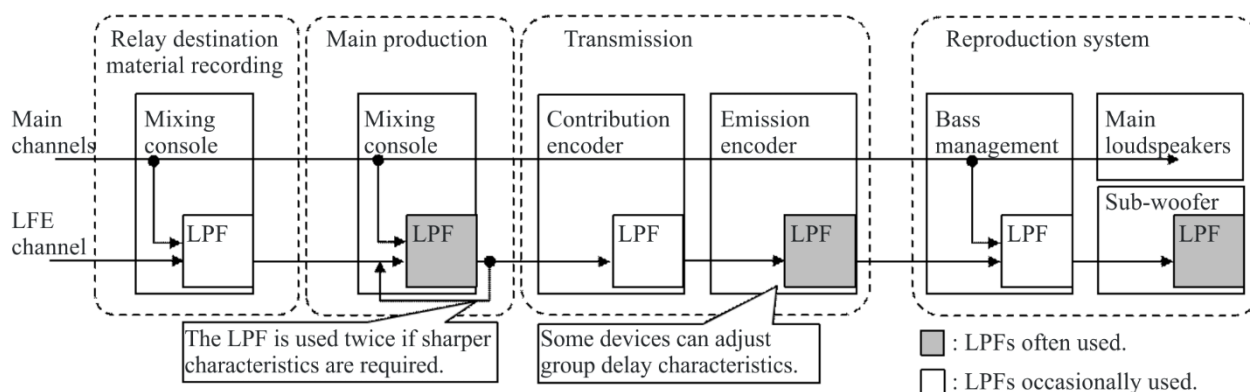 Relay destination
material recording
Main production
Transmission
Reproduction system
Main
channels
Mixing
console
Mixing
console
Contribution
encoder
Emission
encoder
Bass
management
Main
loudspeakers
Sub-woofer
LFE
channel
LPF
LPF
LPF
LPF
LPF
LPF
The LPF is used twice if sharper
characteristics are required.
Some devices can adjust
group delay characteristics.
: LPFs often used.
: LPFs occasionally used.